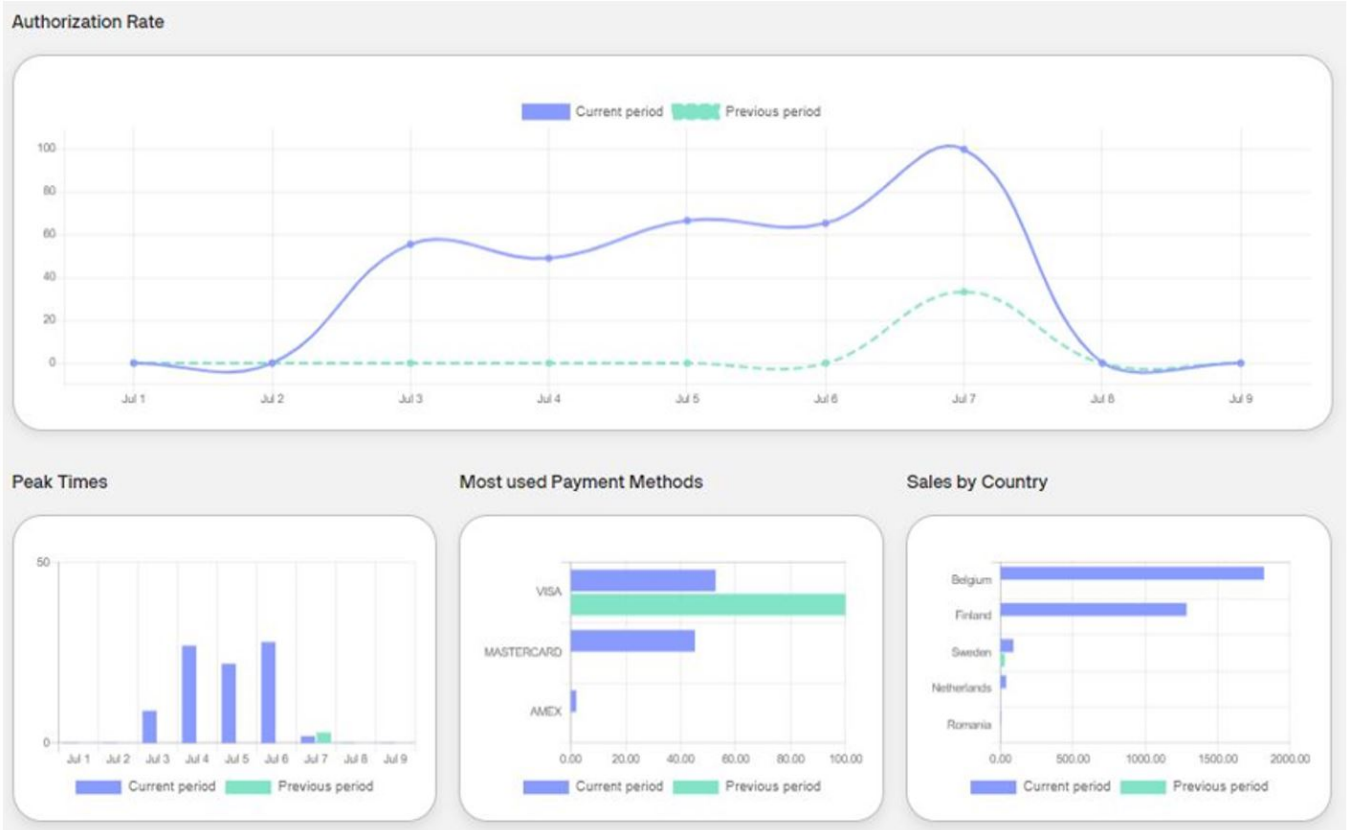 Authorization Rate
Current period Previous period
100
80
60
40
20
0
Jul 1 Jul 2 Jul 3 Jul 4 Jul 5 Jul 6 Jul 7 Jul 8 Jul 9
Peak Times
50
0
Jul 1 Jul 2 Jul 3 Jul 4 Jul 5 Jul 6 Jul 7 Jul 8 Jul 9
Current period Previous period
Most used Payment Methods
VISA
MASTERCARD
AMEX
0.00 20.00 40.00 60.00 80.00 100.00
Current period Previous period
Sales by Country
Belgium
Finland
Sweden
Netherlands
Romania
0.00 500.00 1000.00 1500.00 2000.00
Current period Previous period